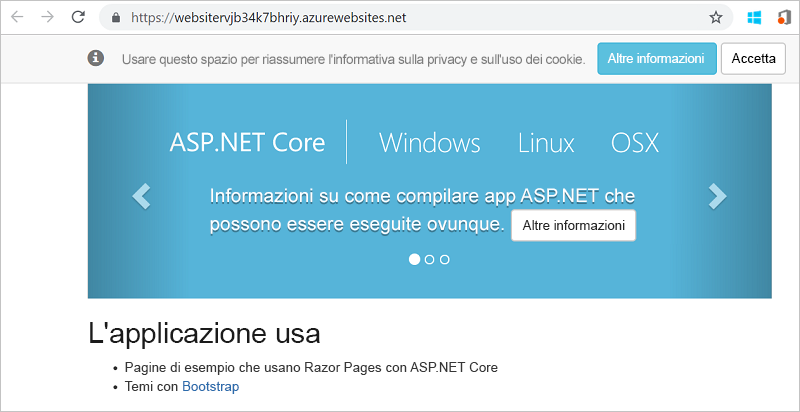 https://websitervjb34k7bhriy.azurewebsites.net
Usare questo spazio per riassumere l'informativa sulla privacy e sull'uso dei cookie. Altre informazioni Accetta
ASP.NET Core Windows Linux OSX
Informazioni su come compilare app ASP.NET che
possono essere eseguite ovunque. Altre informazioni
L'applicazione usa
• Pagine di esempio che usano Razor Pages con ASP.NET Core
• Temi con Bootstrap